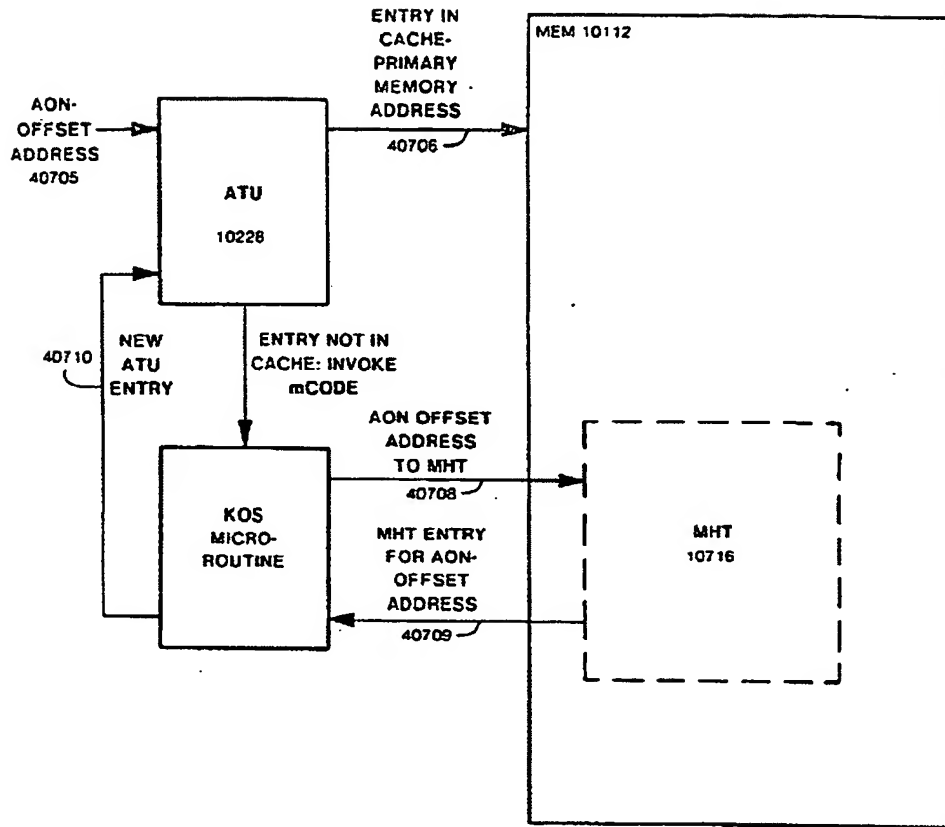 ENTRY IN
CACHE-
PRIMARY
MEMORY
ADDRESS
40706
MEM 10112
AON-
OFFSET
ADDRESS
40705
ATU
10228
40710
NEW
ATU
ENTRY
ENTRY NOT IN
CACHE: INVOKE
mCODE
AON OFFSET
ADDRESS
TO MHT
40708
KOS
MICRO-
ROUTINE
MHT ENTRY
FOR AON-
OFFSET
ADDRESS
40709
MHT
10716